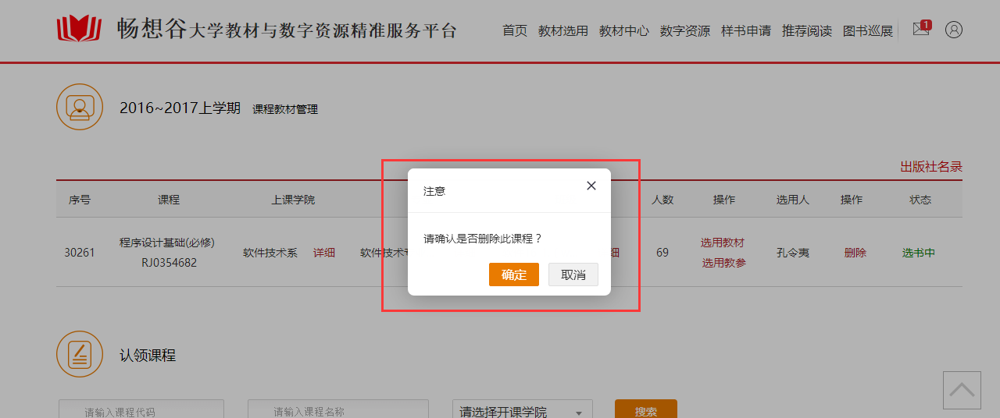 畅想谷大学教材与数字资源精准服务平台
首页 教材选用 教材中心 数字资源 样书申请 推荐阅读 图书巡展 1
2016~2017上学期 课程教材管理
出版社名录
序号 课程 上课学院 人数 操作 选用人 操作 状态
30261 程序设计基础(必修) RJ0354682 软件技术系 详细 软件技术 细 69 选用教材 选用教参 孔令夷 删除 选书中
注意
请确认是否删除此课程？
确定 取消
认领课程
请输入课程代码 请输入课程名称 请选择开课学院 搜索